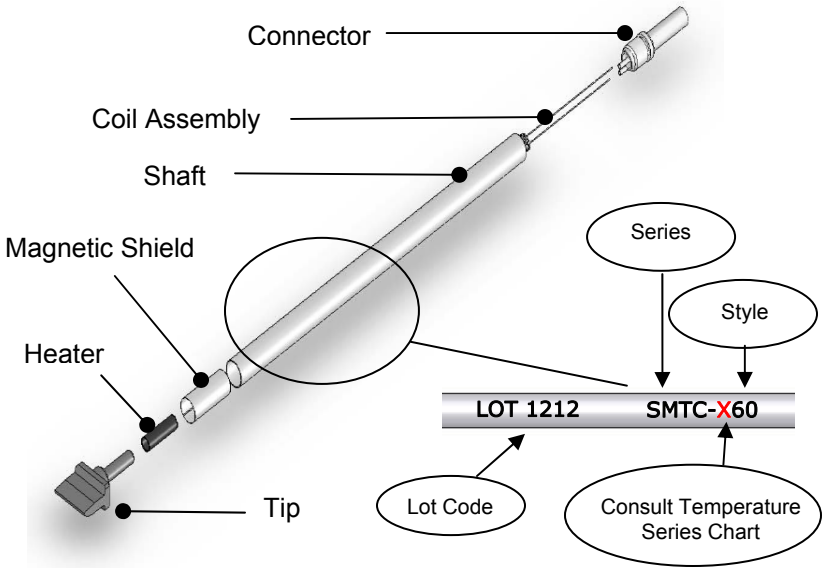 Connector
Coil Assembly
Shaft
Magnetic Shield
Heater
Tip
Series
Style
LOT 1212 SMTC-X60
Lot Code
Consult Temperature
Series Chart